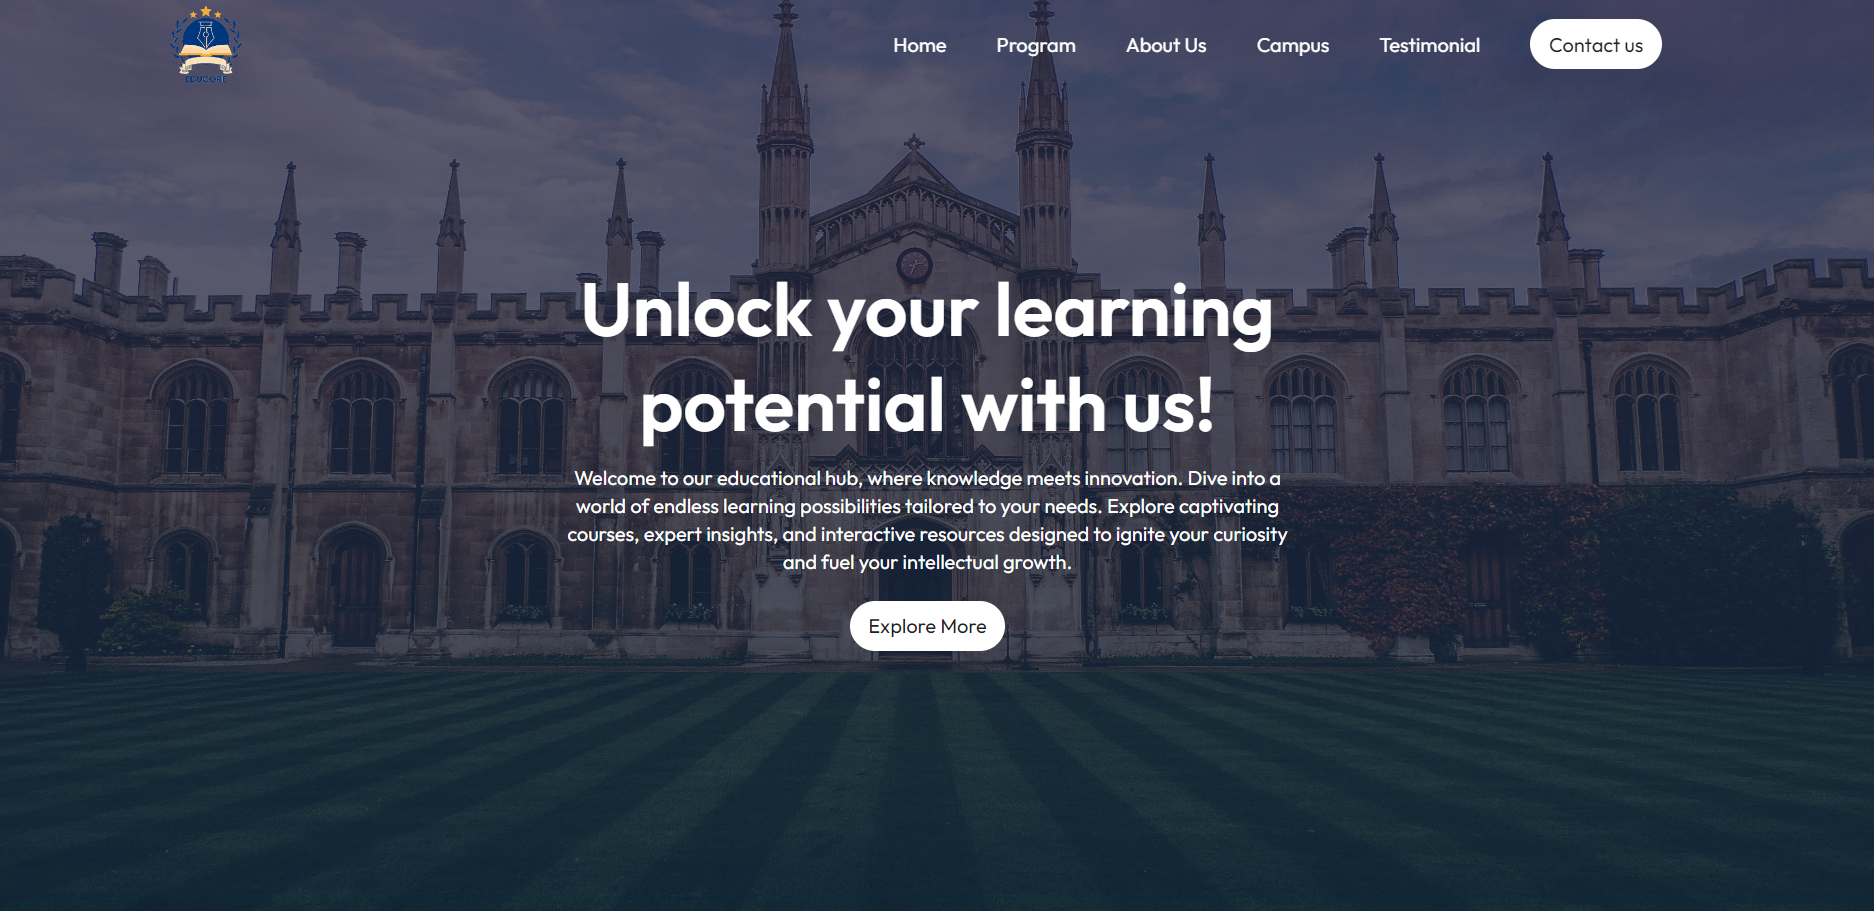 EDUCORE
Home Program About Us Campus Testimonial Contact us
Unlock your learning
potential with us!
Welcome to our educational hub, where knowledge meets innovation. Dive into a
world of endless learning possibilities tailored to your needs. Explore captivating
courses, expert insights, and interactive resources designed to ignite your curiosity
and fuel your intellectual growth.
Explore More